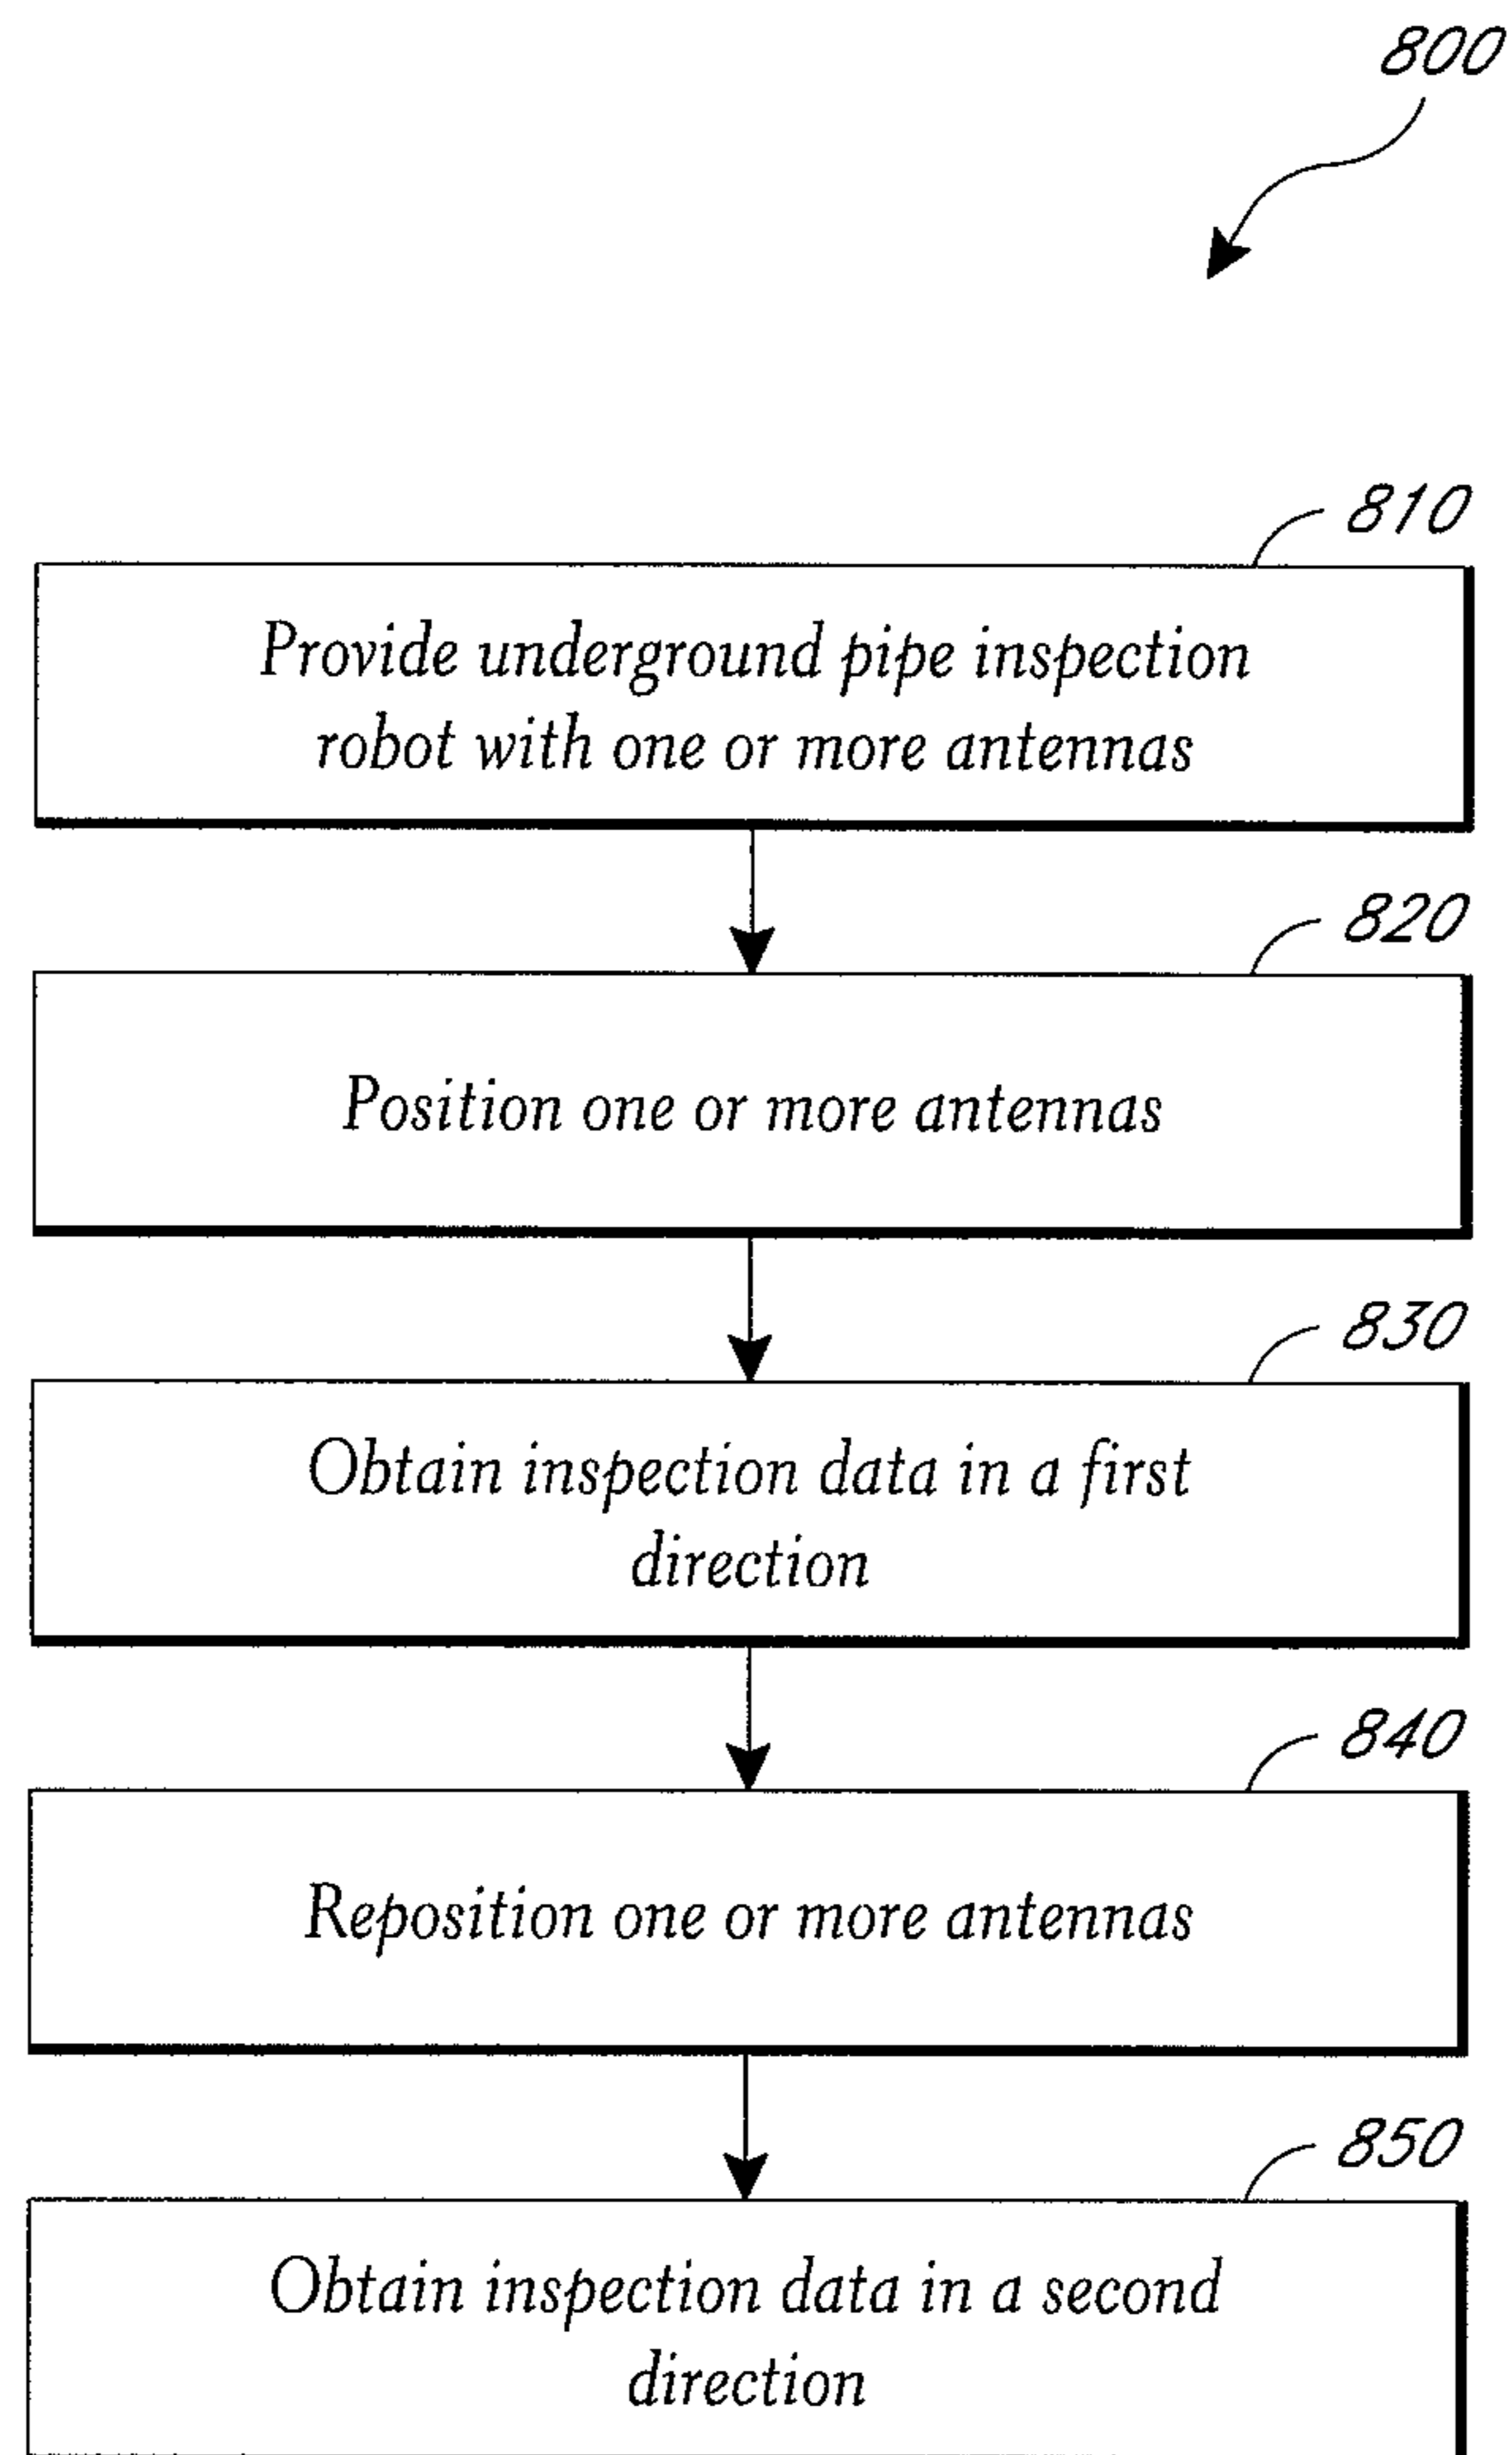 800
810
Provide underground pipe inspection
robot with one or more antennas
820
Position one or more antennas
830
Obtain inspection data in a first
direction
840
Reposition one or more antennas
850
Obtain inspection data in a second
direction